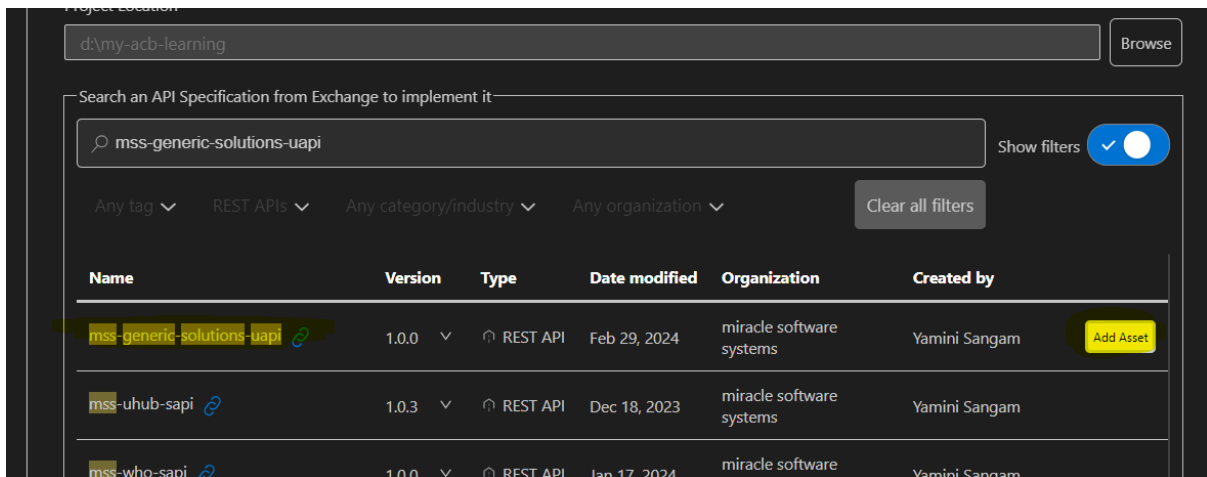 Project Location
d:\my-acb-learning
Browse
Search an API Specification from Exchange to implement it
mss-generic-solutions-uapi
Show filters
Any tag REST APIs Any category/industry Any organization Clear all filters
Name Version Type Date modified Organization Created by
mss-generic-solutions-uapi 1.0.0 REST API Feb 29, 2024 miracle software systems Yamini Sangam Add Asset
mss-uhub-sapi 1.0.3 REST API Dec 18, 2023 miracle software systems Yamini Sangam
mss-who-sapi 1.0.0 REST API Jan 17, 2024 miracle software Yamini Sangam